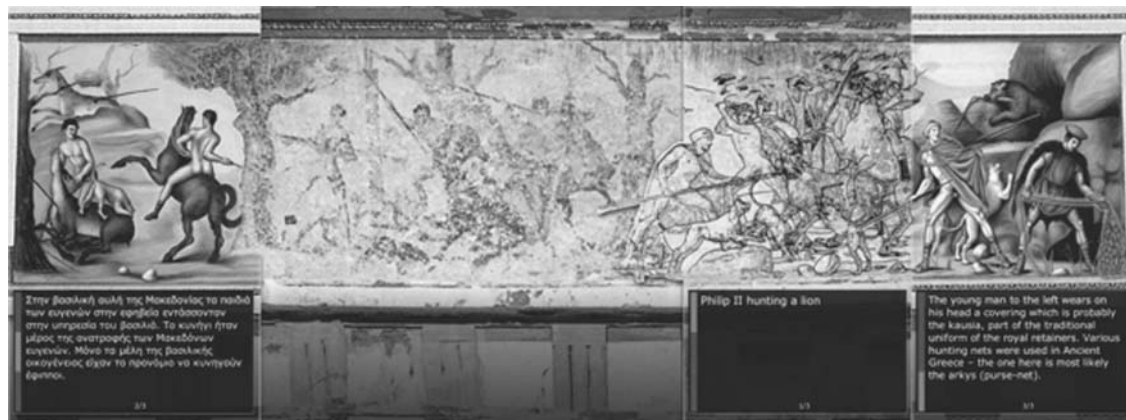 Στην βασιλική αυλή της Μακεδονίας τα παιδιά
των ευγενών στην εφηβεία εντάσσονταν
στην υπηρεσία του βασιλιά. Το κυνήγι ήταν
μέρος της ανατροφής των Μακεδόνων
ευγενών. Μόνο τα μέλη της βασιλικής
οικογένειας είχαν το προνόμιο να κυνηγούν
έφιπποι.
3/3
Philip II hunting a lion
1/3
The young man to the left wears on
his head a covering which is probably
the kausia, part of the traditional
uniform of the royal retainers. Various
hunting nets were used in Ancient
Greece – the one here is most likely
the arkys (purse-net).
3/3